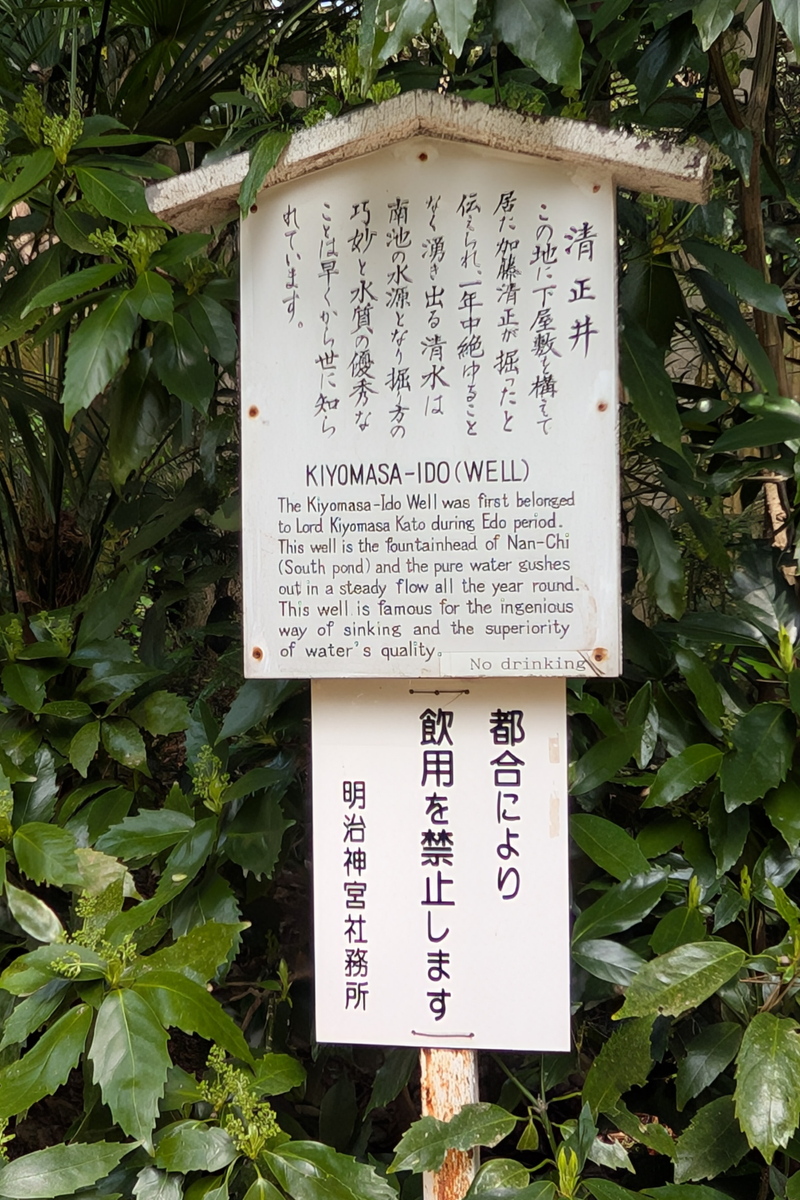 清正井
この地に下屋敷を構えて
居た加藤清正が掘ったと
伝えられ、一年中絶ゆること
なく湧き出る清水は
南池の水源となり掘り方の
巧妙と水質の優秀な
ことは早くから世に知ら
れています。
KIYOMASA-IDO(WELL)
The Kiyomasa-Ido Well was first belonged
to Lord Kiyomasa Kato during Edo period.
This well is the fountainhead of Nan-Chi
(South pond) and the pure water gushes
out in a steady flow all the year round.
This well is famous for the ingenious
way of sinking and the superiority
of water's quality.
No drinking
都合により
飲用を禁止します
明治神宮社務所